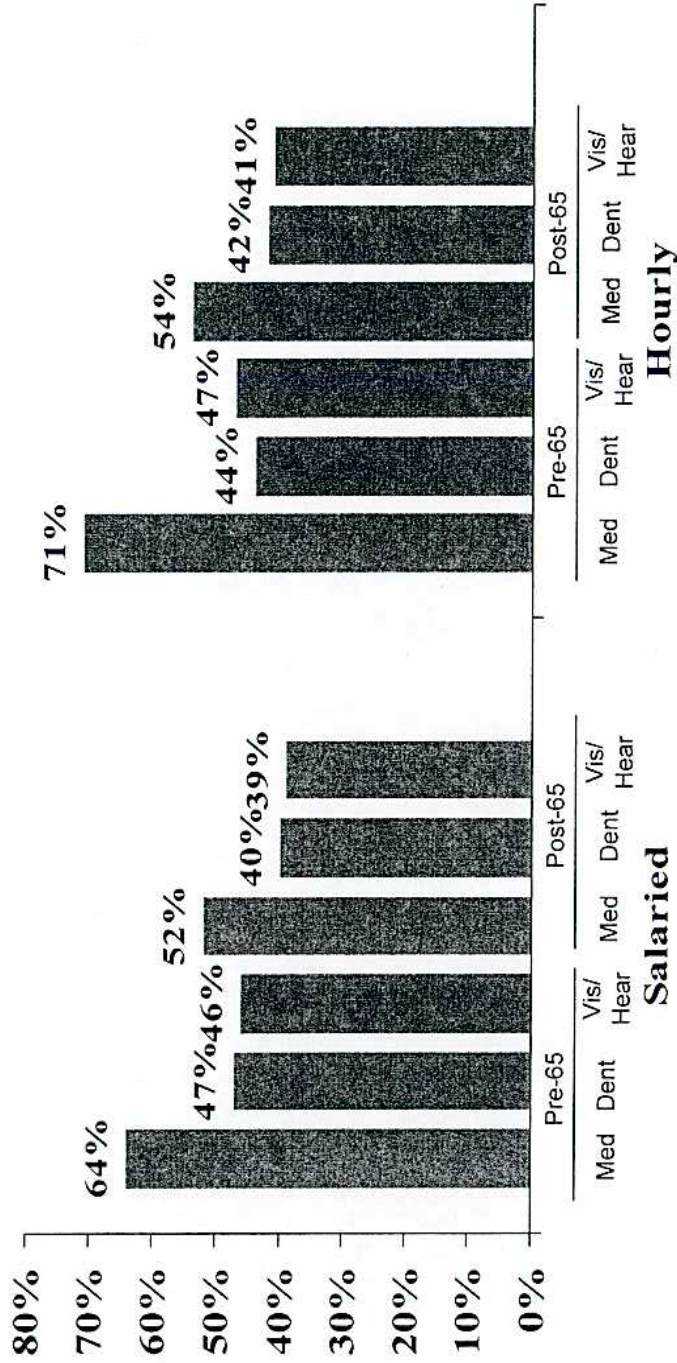 80%
70%
60%
50%
40%
30%
20%
10%
0%
64%
47%
46%
52%
40%
39%
71%
44%
47%
54%
42%
41%
Pre-65
Post-65
Pre-65
Post-65
Med Dent Vis/
Hear
Med Dent Vis/
Hear
Med Dent Vis/
Hear
Med Dent Vis/
Hear
Salaried
Hourly